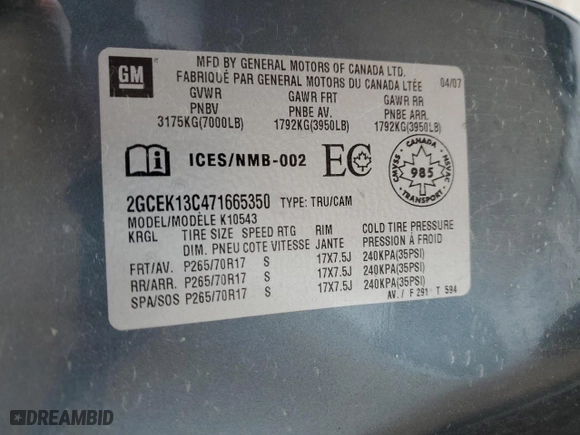 GM
MFD BY GENERAL MOTORS OF CANADA LTD.
FABRIQUÉ PAR GENERAL MOTORS DU CANADA LTÉE
04/07
GVWR GAWR FRT GAWR RR
PNBV PNBE AV. PNBE ARR.
3175KG(7000LB) 1792KG(3950LB) 1792KG(3950LB)
ICES/NMB-002
EC
CANADA
CMVSS 985 NSVAC
TRANSPORT
2GCEK13C471665350 TYPE: TRU/CAM
MODEL/MODÈLE K10543
KRGL TIRE SIZE SPEED RTG RIM COLD TIRE PRESSURE
DIM. PNEU COTE VITESSE JANTE PRESSION À FROID
FRT/AV. P265/70R17 S 17X7.5J 240KPA(35PSI)
RR/ARR. P265/70R17 S 17X7.5J 240KPA(35PSI)
SPA/SOS P265/70R17 S 17X7.5J 240KPA(35PSI)
AV./ F 291 T 594
DREAMBID